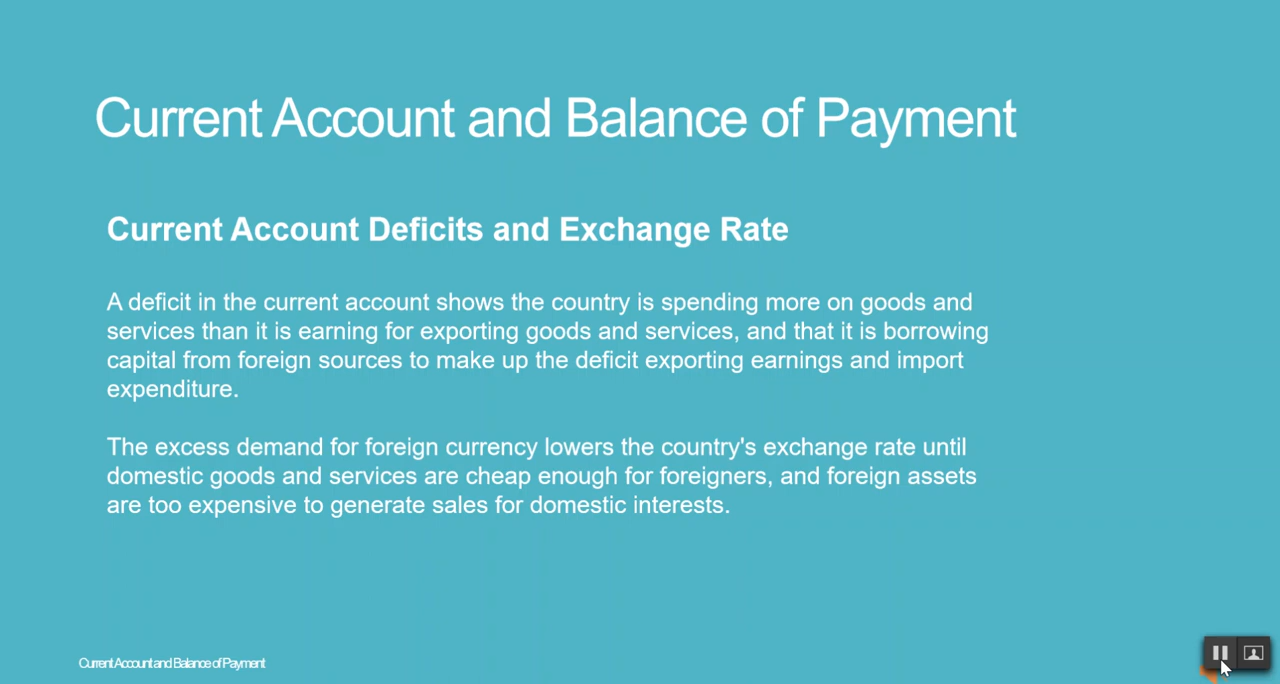 Current Account and Balance of Payment
Current Account Deficits and Exchange Rate
A deficit in the current account shows the country is spending more on goods and
services than it is earning for exporting goods and services, and that it is borrowing
capital from foreign sources to make up the deficit exporting earnings and import
expenditure.
The excess demand for foreign currency lowers the country's exchange rate until
domestic goods and services are cheap enough for foreigners, and foreign assets
are too expensive to generate sales for domestic interests.
Current Account and Balance of Payment